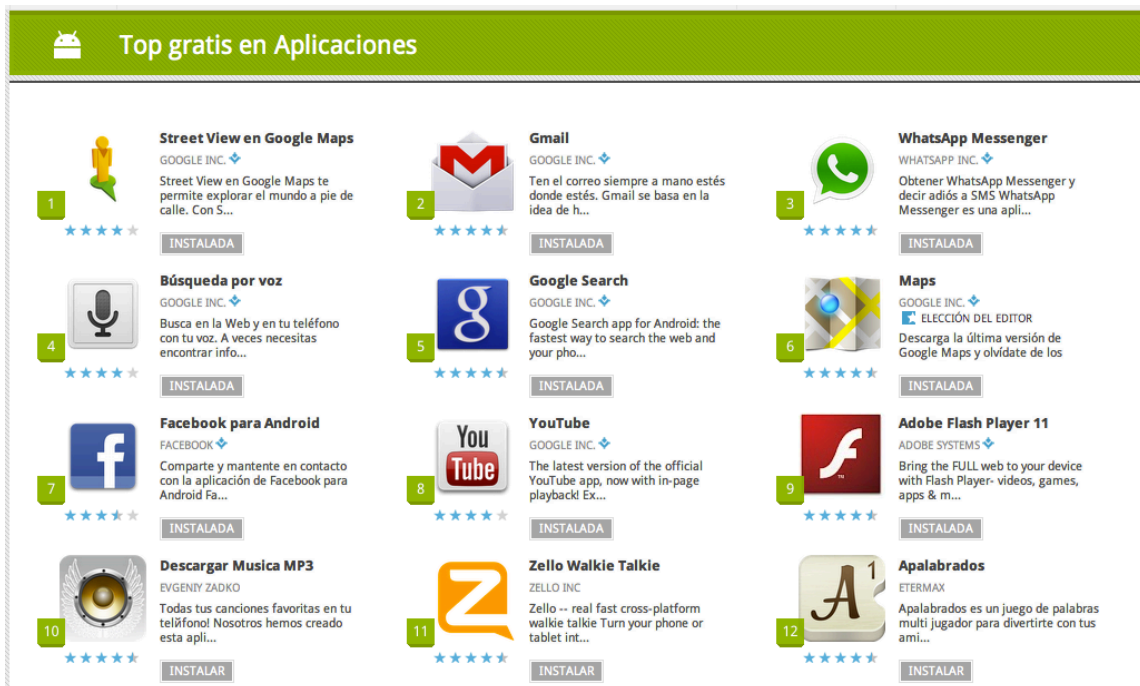 Top gratis en Aplicaciones
1
Street View en Google Maps
GOOGLE INC.
Street View en Google Maps te
permite explorar el mundo a pie de
calle. Con S...
INSTALADA
2
Gmail
GOOGLE INC.
Ten el correo siempre a mano estés
donde estés. Gmail se basa en la
idea de h...
INSTALADA
3
WhatsApp Messenger
WHATSAPP INC.
Obtener WhatsApp Messenger y
decir adiós a SMS WhatsApp
Messenger es una apli...
INSTALADA
4
Búsqueda por voz
GOOGLE INC.
Busca en la Web y en tu teléfono
con tu voz. A veces necesitas
encontrar info...
INSTALADA
g
5
Google Search
GOOGLE INC.
Google Search app for Android: the
fastest way to search the web and
your pho...
INSTALADA
6
Maps
GOOGLE INC.
ELECCIÓN DEL EDITOR
Descarga la última versión de
Google Maps y olvídate de los
INSTALADA
f
7
Facebook para Android
FACEBOOK
Comparte y mantente en contacto
con la aplicación de Facebook para
Android Fa...
INSTALADA
You
Tube
8
YouTube
GOOGLE INC.
The latest version of the official
YouTube app, now with in-page
playback! Ex...
INSTALADA
f
9
Adobe Flash Player 11
ADOBE SYSTEMS
Bring the FULL web to your device
with Flash Player- videos, games,
apps & m...
INSTALADA
10
Descargar Musica MP3
EVGENIY ZADKO
Todas tus canciones favoritas en tu
telйfono! Nosotros hemos creado
esta apli...
INSTALAR
Z
11
Zello Walkie Talkie
ZELLO INC
Zello -- real fast cross-platform
walkie talkie Turn your phone or
tablet int...
INSTALAR
A 1
12
Apalabrados
ETERMAX
Apalabrados es un juego de palabras
multi jugador para divertirte con tus
ami...
INSTALAR